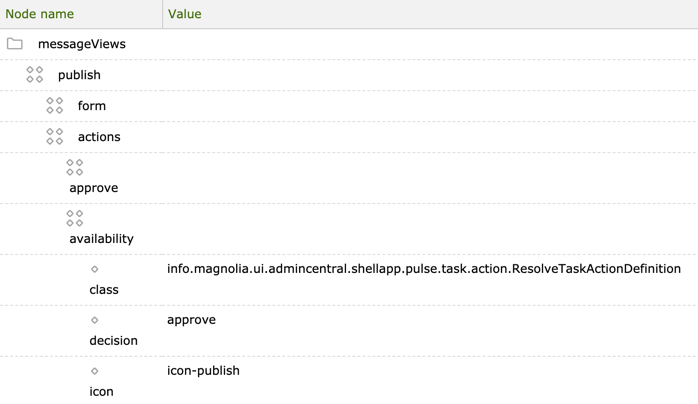 Node name Value
messageViews
publish
form
actions
approve
availability
class info.magnolia.ui.admincentral.shellapp.pulse.task.action.ResolveTaskActionDefinition
decision approve
icon icon-publish